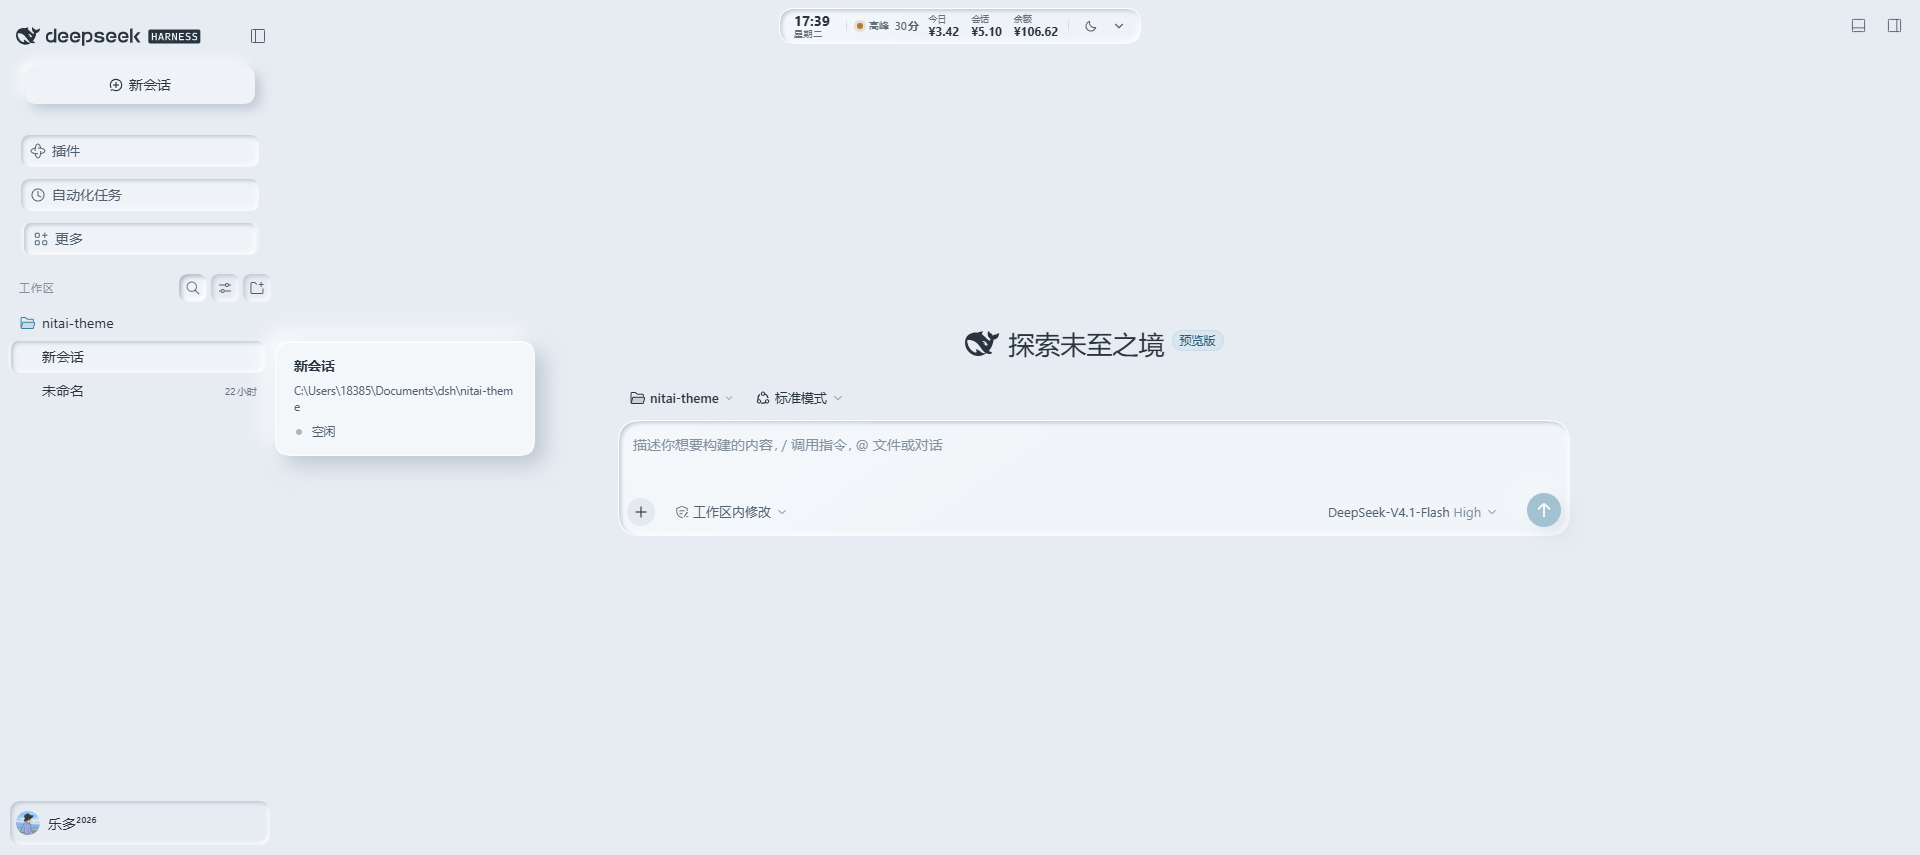 deepseek HARNESS
新会话
插件
自动化任务
更多
工作区
nitai-theme
新会话
未命名 22小时
乐多2026
17:39
星期二
高峰 30分
今日
¥3.42
会话
¥5.10
余额
¥106.62
新会话
C:\Users\18385\Documents\dsh\nitai-them
e
空闲
探索未至之境 预览版
nitai-theme 标准模式
描述你想要构建的内容, / 调用指令, @ 文件或对话
工作区内修改 DeepSeek-V4.1-Flash High